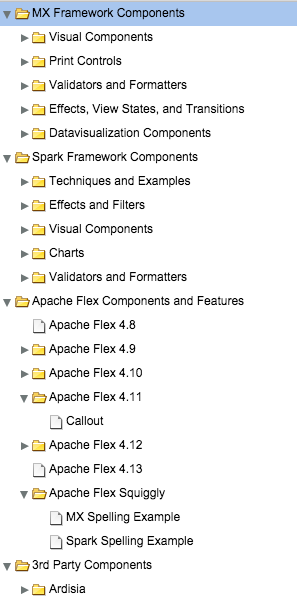 MX Framework Components
Visual Components
Print Controls
Validators and Formatters
Effects, View States, and Transitions
Datavisualization Components
Spark Framework Components
Techniques and Examples
Effects and Filters
Visual Components
Charts
Validators and Formatters
Apache Flex Components and Features
Apache Flex 4.8
Apache Flex 4.9
Apache Flex 4.10
Apache Flex 4.11
Callout
Apache Flex 4.12
Apache Flex 4.13
Apache Flex Squiggly
MX Spelling Example
Spark Spelling Example
3rd Party Components
Ardisia